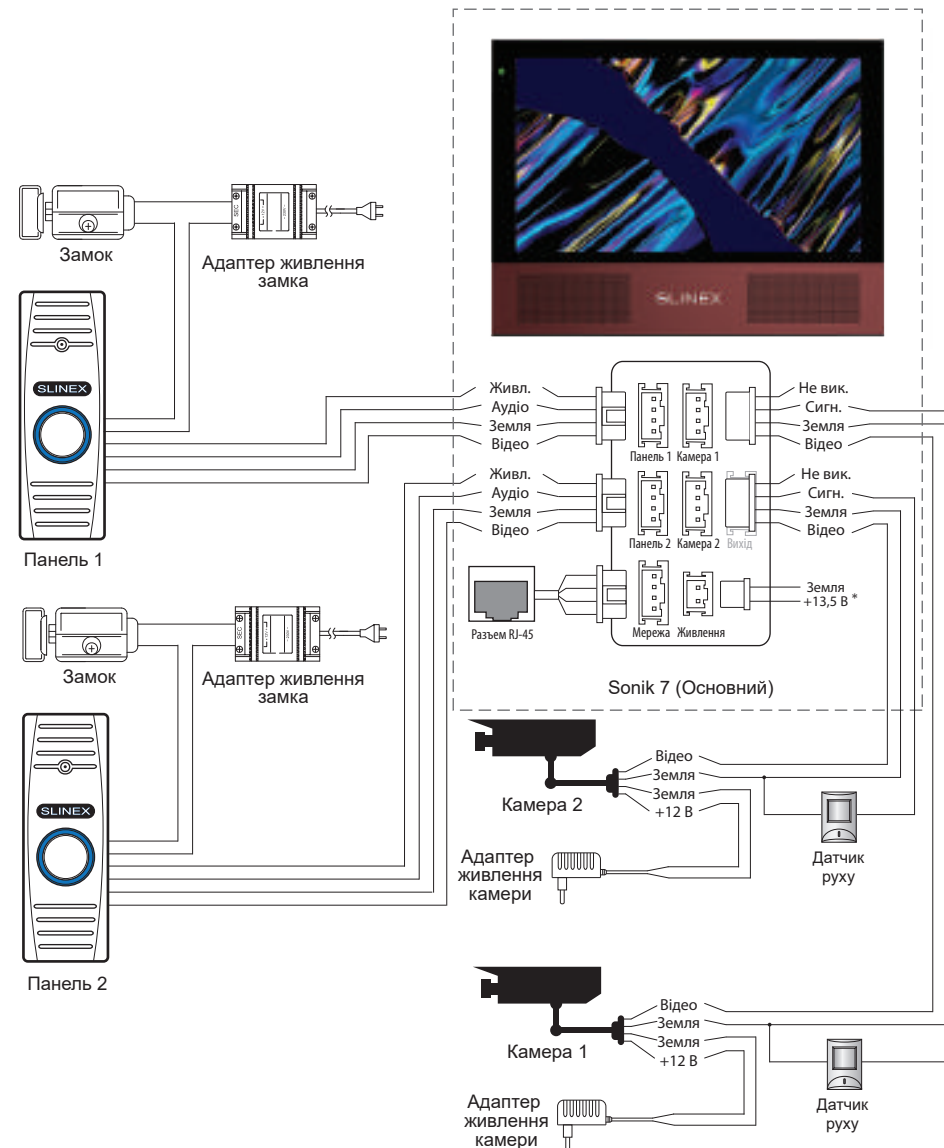 SLINEX
Замок
SEC
Адаптер живлення
замка
SLINEX
Панель 1
Живл.
Аудіо
Земля
Відео
Панель 1
Камера 1
Не вик.
Сигн.
Земля
Відео
Живл.
Аудіо
Земля
Відео
Панель 2
Камера 2
Вихід
Не вик.
Сигн.
Земля
Відео
Разъем RJ-45
Мережа
Живлення
Земля
+13,5 В *
Sonik 7 (Основний)
Замок
SEC
Адаптер живлення
замка
SLINEX
Панель 2
Камера 2
Відео
Земля
Земля
+12 В
Адаптер
живлення
камери
Датчик
руху
Камера 1
Відео
Земля
Земля
+12 В
Адаптер
живлення
камери
Датчик
руху